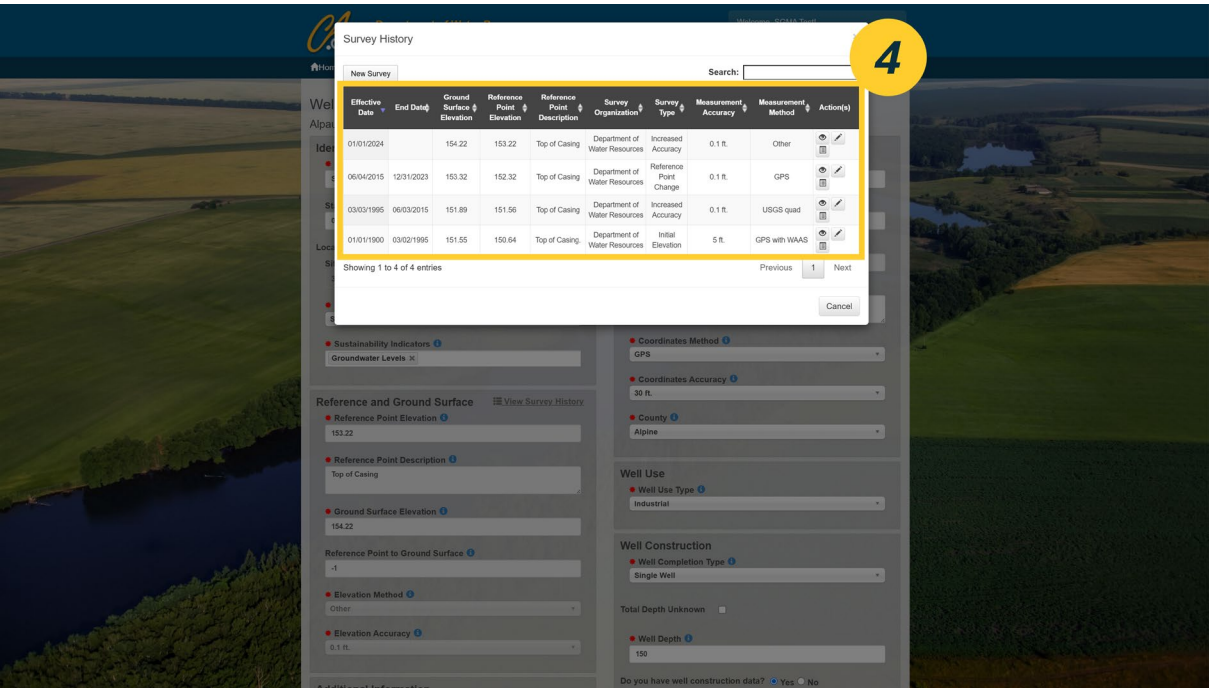 Survey History
4
New Survey
Search:
Effective Date End Date Ground Surface Elevation Reference Point Elevation Reference Point Description Survey Organization Survey Type Measurement Accuracy Measurement Method Action(s)
01/01/2024 154.22 153.22 Top of Casing Department of Water Resources Increased Accuracy 0.1 ft. Other
06/04/2015 12/31/2023 153.32 152.32 Top of Casing Department of Water Resources Reference Point Change 0.1 ft. GPS
03/03/1995 06/03/2015 151.89 151.56 Top of Casing Department of Water Resources Increased Accuracy 0.1 ft. USGS quad
01/01/1900 03/02/1995 151.55 150.64 Top of Casing. Department of Water Resources Initial Elevation 5 ft. GPS with WAAS
Showing 1 to 4 of 4 entries
Previous 1 Next
Cancel
Sustainability Indicators
Groundwater Levels ×
Reference and Ground Surface View Survey History
Reference Point Elevation
153.22
Reference Point Description
Top of Casing
Ground Surface Elevation
154.22
Reference Point to Ground Surface
-1
Elevation Method
Other
Elevation Accuracy
0.1 ft.
Coordinates Method
GPS
Coordinates Accuracy
30 ft.
County
Alpine
Well Use
Well Use Type
Industrial
Well Construction
Well Completion Type
Single Well
Total Depth Unknown
Well Depth
150
Do you have well construction data? Yes No